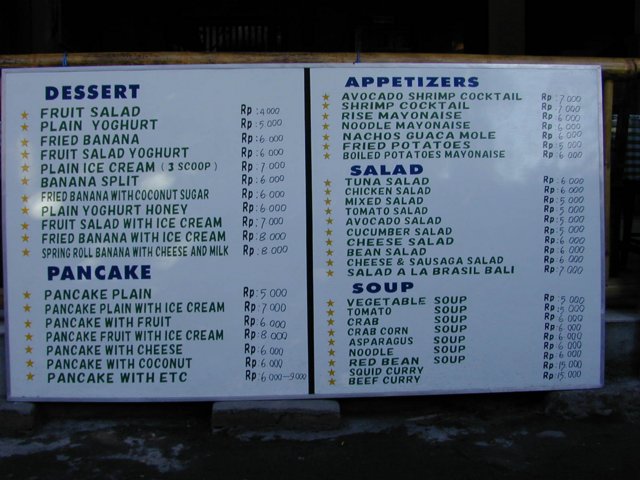 DESSERT
FRUIT SALAD Rp : 4.000
PLAIN YOGHURT Rp : 5.000
FRIED BANANA Rp : 6.000
FRUIT SALAD YOGHURT Rp : 6.000
PLAIN ICE CREAM ( 3 SCOOP ) Rp : 7.000
BANANA SPLIT Rp : 6.000
FRIED BANANA WITH COCONUT SUGAR Rp : 6.000
PLAIN YOGHURT HONEY Rp : 6.000
FRUIT SALAD WITH ICE CREAM Rp : 7.000
FRIED BANANA WITH ICE CREAM Rp : 8.000
SPRING ROLL BANANA WITH CHEESE AND MILK Rp : 8.000
PANCAKE
PANCAKE PLAIN Rp : 5.000
PANCAKE PLAIN WITH ICE CREAM Rp : 7.000
PANCAKE WITH FRUIT Rp : 6.000
PANCAKE FRUIT WITH ICE CREAM Rp : 8.000
PANCAKE WITH CHEESE Rp : 6.000
PANCAKE WITH COCONUT Rp : 6.000
PANCAKE WITH ETC Rp : 6.000-9.000
APPETIZERS
AVOCADO SHRIMP COCKTAIL Rp : 7.000
SHRIMP COCKTAIL Rp : 7.000
RISE MAYONAISE Rp : 6.000
NOODLE MAYONAISE Rp : 6.000
NACHOS GUACA MOLE Rp : 6.000
FRIED POTATOES Rp : 5.000
BOILED POTATOES MAYONAISE Rp : 6.000
SALAD
TUNA SALAD Rp : 6.000
CHICKEN SALAD Rp : 6.000
MIXED SALAD Rp : 5.000
TOMATO SALAD Rp : 5.000
AVOCADO SALAD Rp : 5.000
CUCUMBER SALAD Rp : 5.000
CHEESE SALAD Rp : 6.000
BEAN SALAD Rp : 6.000
CHEESE & SAUSAGA SALAD Rp : 6.000
SALAD A LA BRASIL BALI Rp : 7.000
SOUP
VEGETABLE SOUP Rp : 5.000
TOMATO SOUP Rp : 5.000
CRAB SOUP Rp : 6.000
CRAB CORN SOUP Rp : 6.000
ASPARAGUS SOUP Rp : 6.000
NOODLE SOUP Rp : 6.000
RED BEAN SOUP Rp : 6.000
SQUID CURRY Rp : 15.000
BEEF CURRY Rp : 15.000